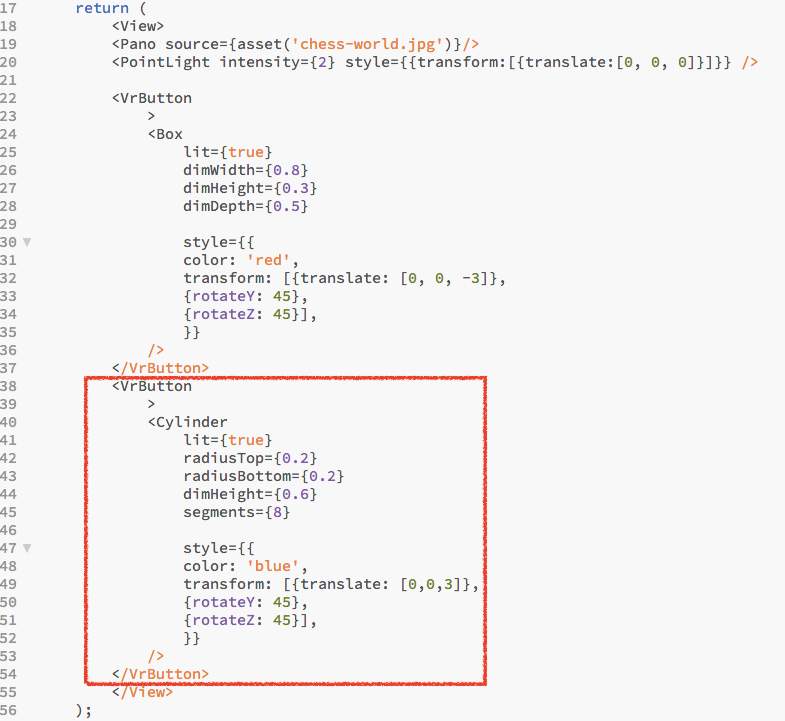 17 return (
18 <View>
19 <Pano source={asset('chess-world.jpg')}/>
20 <PointLight intensity={2} style={{transform:[{translate:[0, 0, 0]}]}} />
21
22 <VrButton
23 >
24 <Box
25 lit={true}
26 dimWidth={0.8}
27 dimHeight={0.3}
28 dimDepth={0.5}
29
30 style={{
31 color: 'red',
32 transform: [{translate: [0, 0, -3]},
33 {rotateY: 45},
34 {rotateZ: 45}],
35 }}
36 />
37 </VrButton>
38 <VrButton
39 >
40 <Cylinder
41 lit={true}
42 radiusTop={0.2}
43 radiusBottom={0.2}
44 dimHeight={0.6}
45 segments={8}
46
47 style={{
48 color: 'blue',
49 transform: [{translate: [0,0,3]},
50 {rotateY: 45},
51 {rotateZ: 45}],
52 }}
53 />
54 </VrButton>
55 </View>
56 );